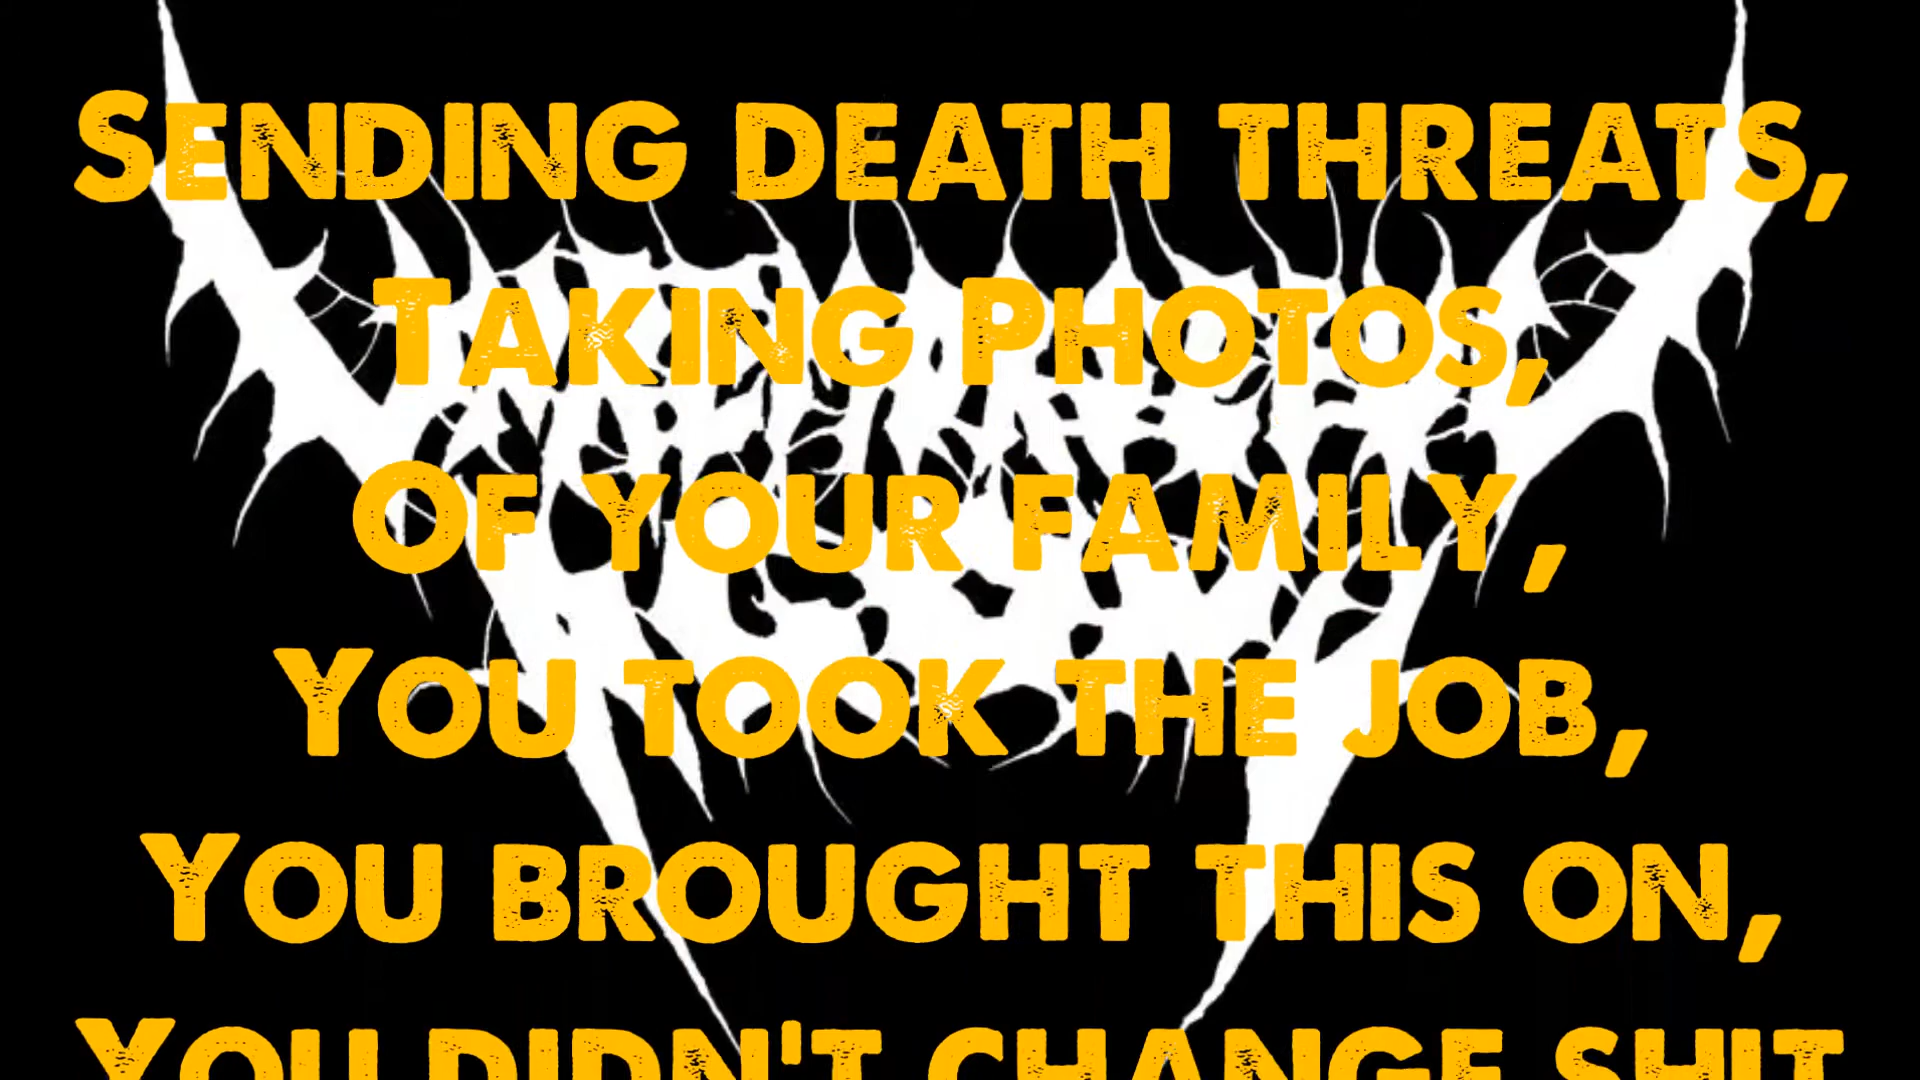 Sending death threats,
Taking Photos,
Of your family,
You took the job,
You brought this on,
You didn't change shit